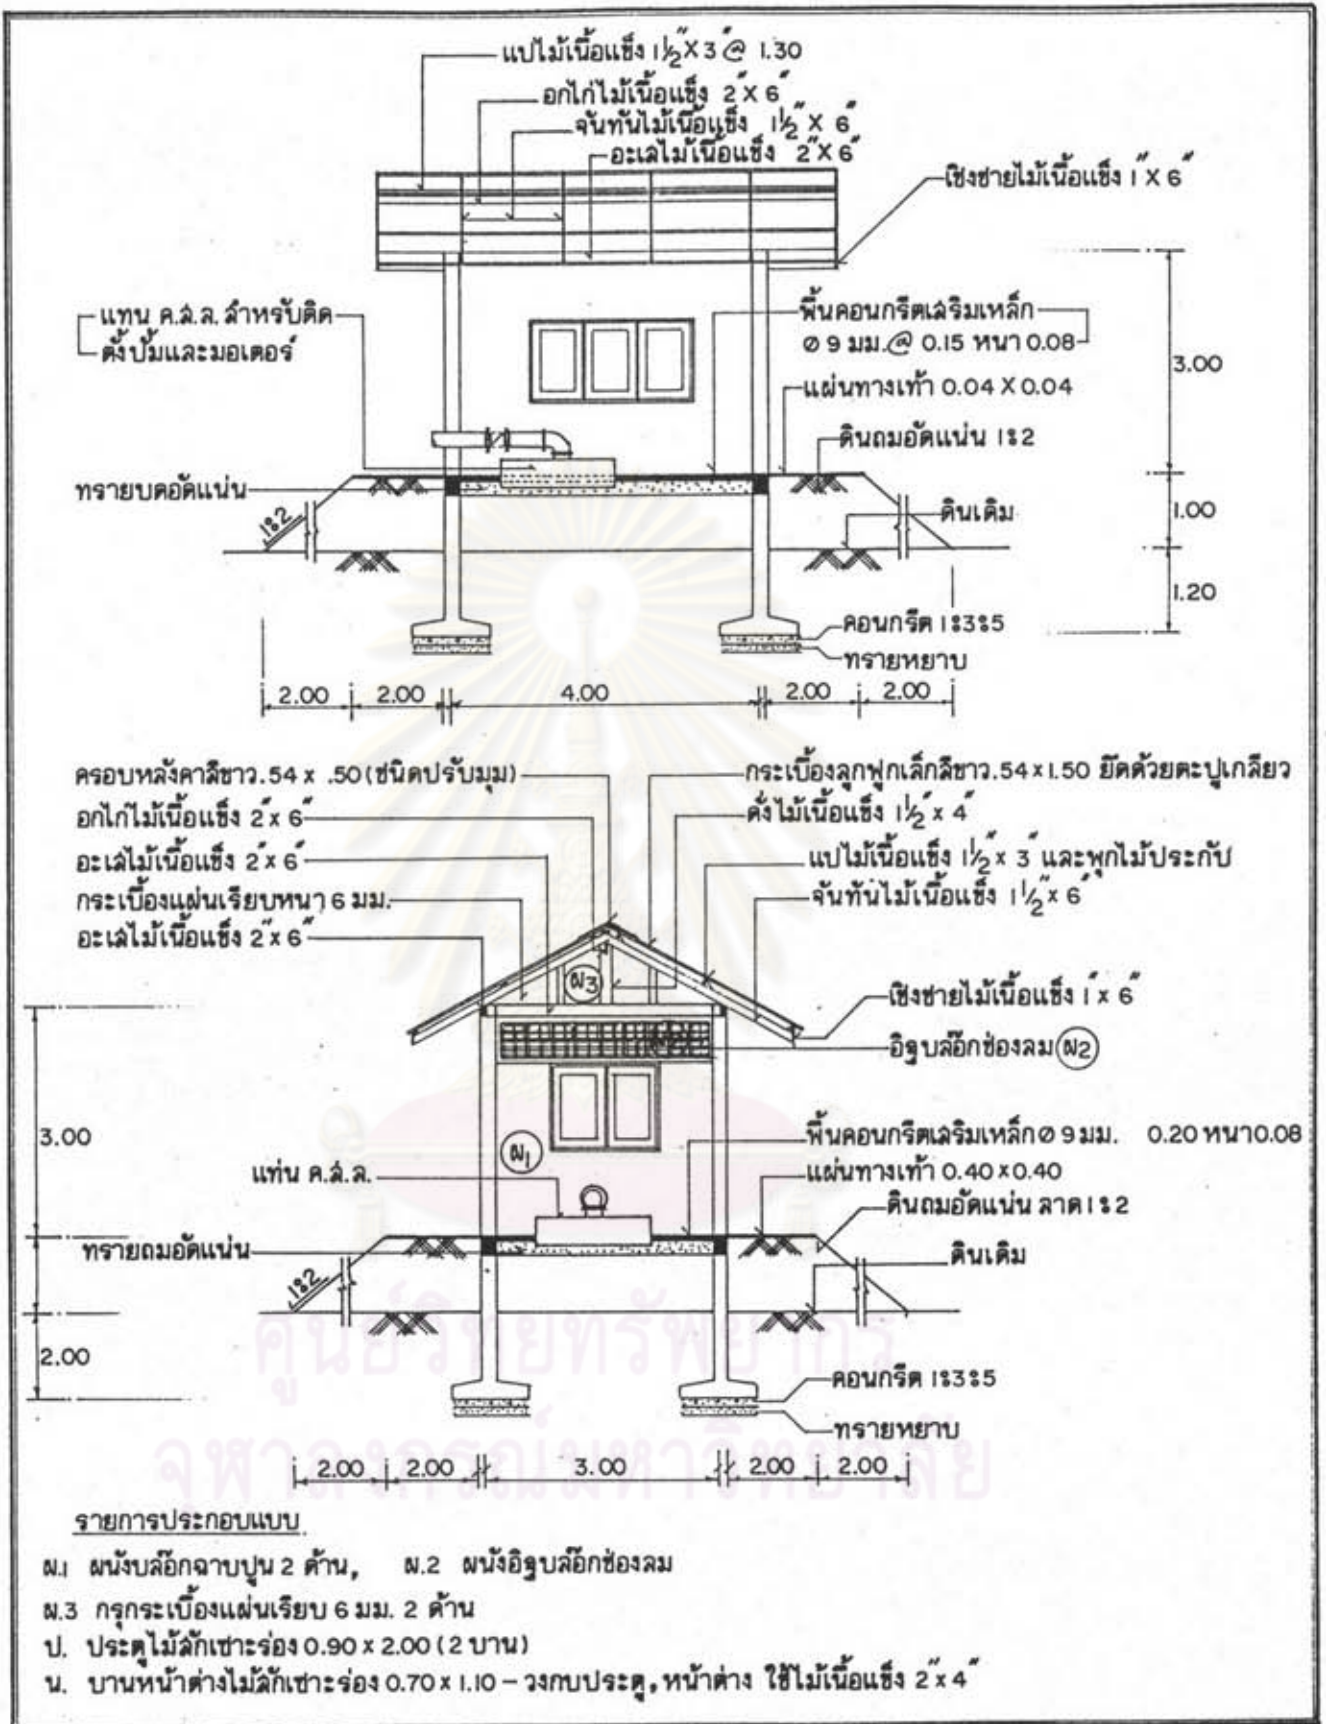 แปไม้เนื้อแข็ง 1½"X3"@ 1.30
อกไก่ไม้เนื้อแข็ง 2"X 6"
จันทันไม้เนื้อแข็ง 1½"X 6"
อะเสไม้เนื้อแข็ง 2"X 6"
เชิงชายไม้เนื้อแข็ง 1"X 6"
แทน ค.ส.ล. สำหรับติด
ตั้งปั้มและมอเตอร์
พื้นคอนกรีตเสริมเหล็ก
Ø 9 มม.@ 0.15 หนา 0.08
3.00
แผ่นทางเท้า 0.04 X 0.04
ดินถมอัดแน่น 1:2
ทรายบดอัดแน่น
1:2
ดินเดิม
1.00
1.20
คอนกรีต 1:3:5
ทรายหยาบ
2.00 2.00 4.00 2.00 2.00
ครอบหลังคาสีขาว.54 x .50(ชนิดปรับมุม)
กระเบื้องลูกฟูกเล็กสีขาว.54x1.50 ยึดด้วยตะปูเกลียว
อกไก่ไม้เนื้อแข็ง 2"x 6"
ดั้งไม้เนื้อแข็ง 1½"x 4"
อะเสไม้เนื้อแข็ง 2"x 6"
แปไม้เนื้อแข็ง 1½"x 3" และพุกไม้ประกับ
กระเบื้องแผ่นเรียบหนา 6 มม.
จันทันไม้เนื้อแข็ง 1½"x 6"
อะเสไม้เนื้อแข็ง 2"x 6"
ผ3
เชิงชายไม้เนื้อแข็ง 1"x 6"
อิฐบล๊อกช่องลม ผ2
3.00
ผ1
พื้นคอนกรีตเสริมเหล็ก Ø 9 มม. 0.20 หนา0.08
แท่น ค.ส.ล.
แผ่นทางเท้า 0.40 x0.40
ดินถมอัดแน่น ลาด 1:2
ทรายถมอัดแน่น
ดินเดิม
1:2
2.00
คอนกรีต 1:3:5
ทรายหยาบ
2.00 2.00 3.00 2.00 2.00
ศูนย์วิทยทรัพยากร
จุฬาลงกรณ์มหาวิทยาลัย
รายการประกอบแบบ
ผ.1 ผนังบล๊อกฉาบปูน 2 ด้าน, ผ.2 ผนังอิฐบล๊อกช่องลม
ผ.3 กรุกระเบื้องแผ่นเรียบ 6 มม. 2 ด้าน
ป. ประตูไม้สักเซาะร่อง 0.90 x 2.00 (2 บาน)
น. บานหน้าต่างไม้สักเซาะร่อง 0.70 x 1.10 – วงกบประตู, หน้าต่าง ใช้ไม้เนื้อแข็ง 2"x 4"